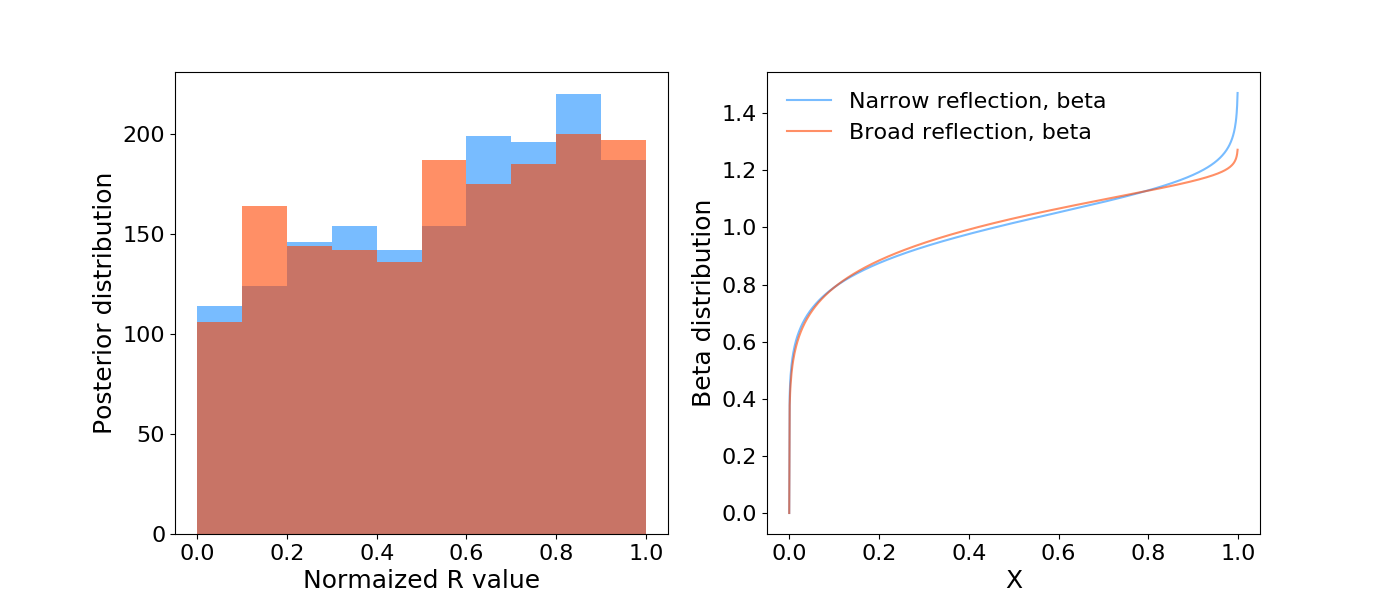 Posterior distribution
200
150
100
50
0
0.0 0.2 0.4 0.6 0.8 1.0
Normaized R value
Beta distribution
1.4
1.2
1.0
0.8
0.6
0.4
0.2
0.0
Narrow reflection, beta
Broad reflection, beta
0.0 0.2 0.4 0.6 0.8 1.0
X